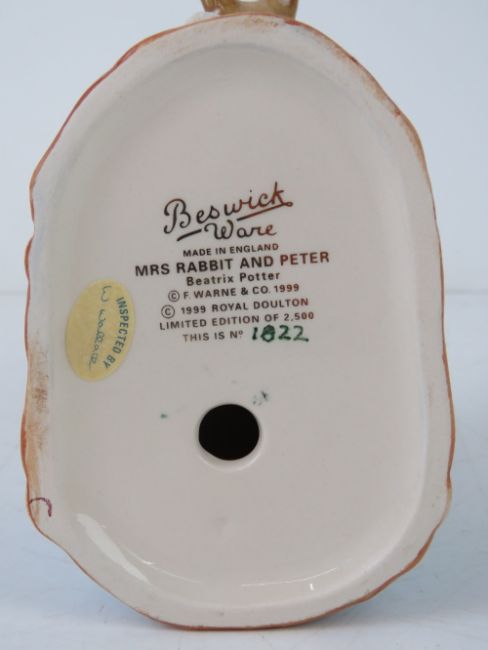 Beswick
Ware
MADE IN ENGLAND
MRS RABBIT AND PETER
Beatrix Potter
© F. WARNE & CO. 1999
© 1999 ROYAL DOULTON
LIMITED EDITION OF 2,500
THIS IS Nº 1822
INSPECTED BY
W Wallace